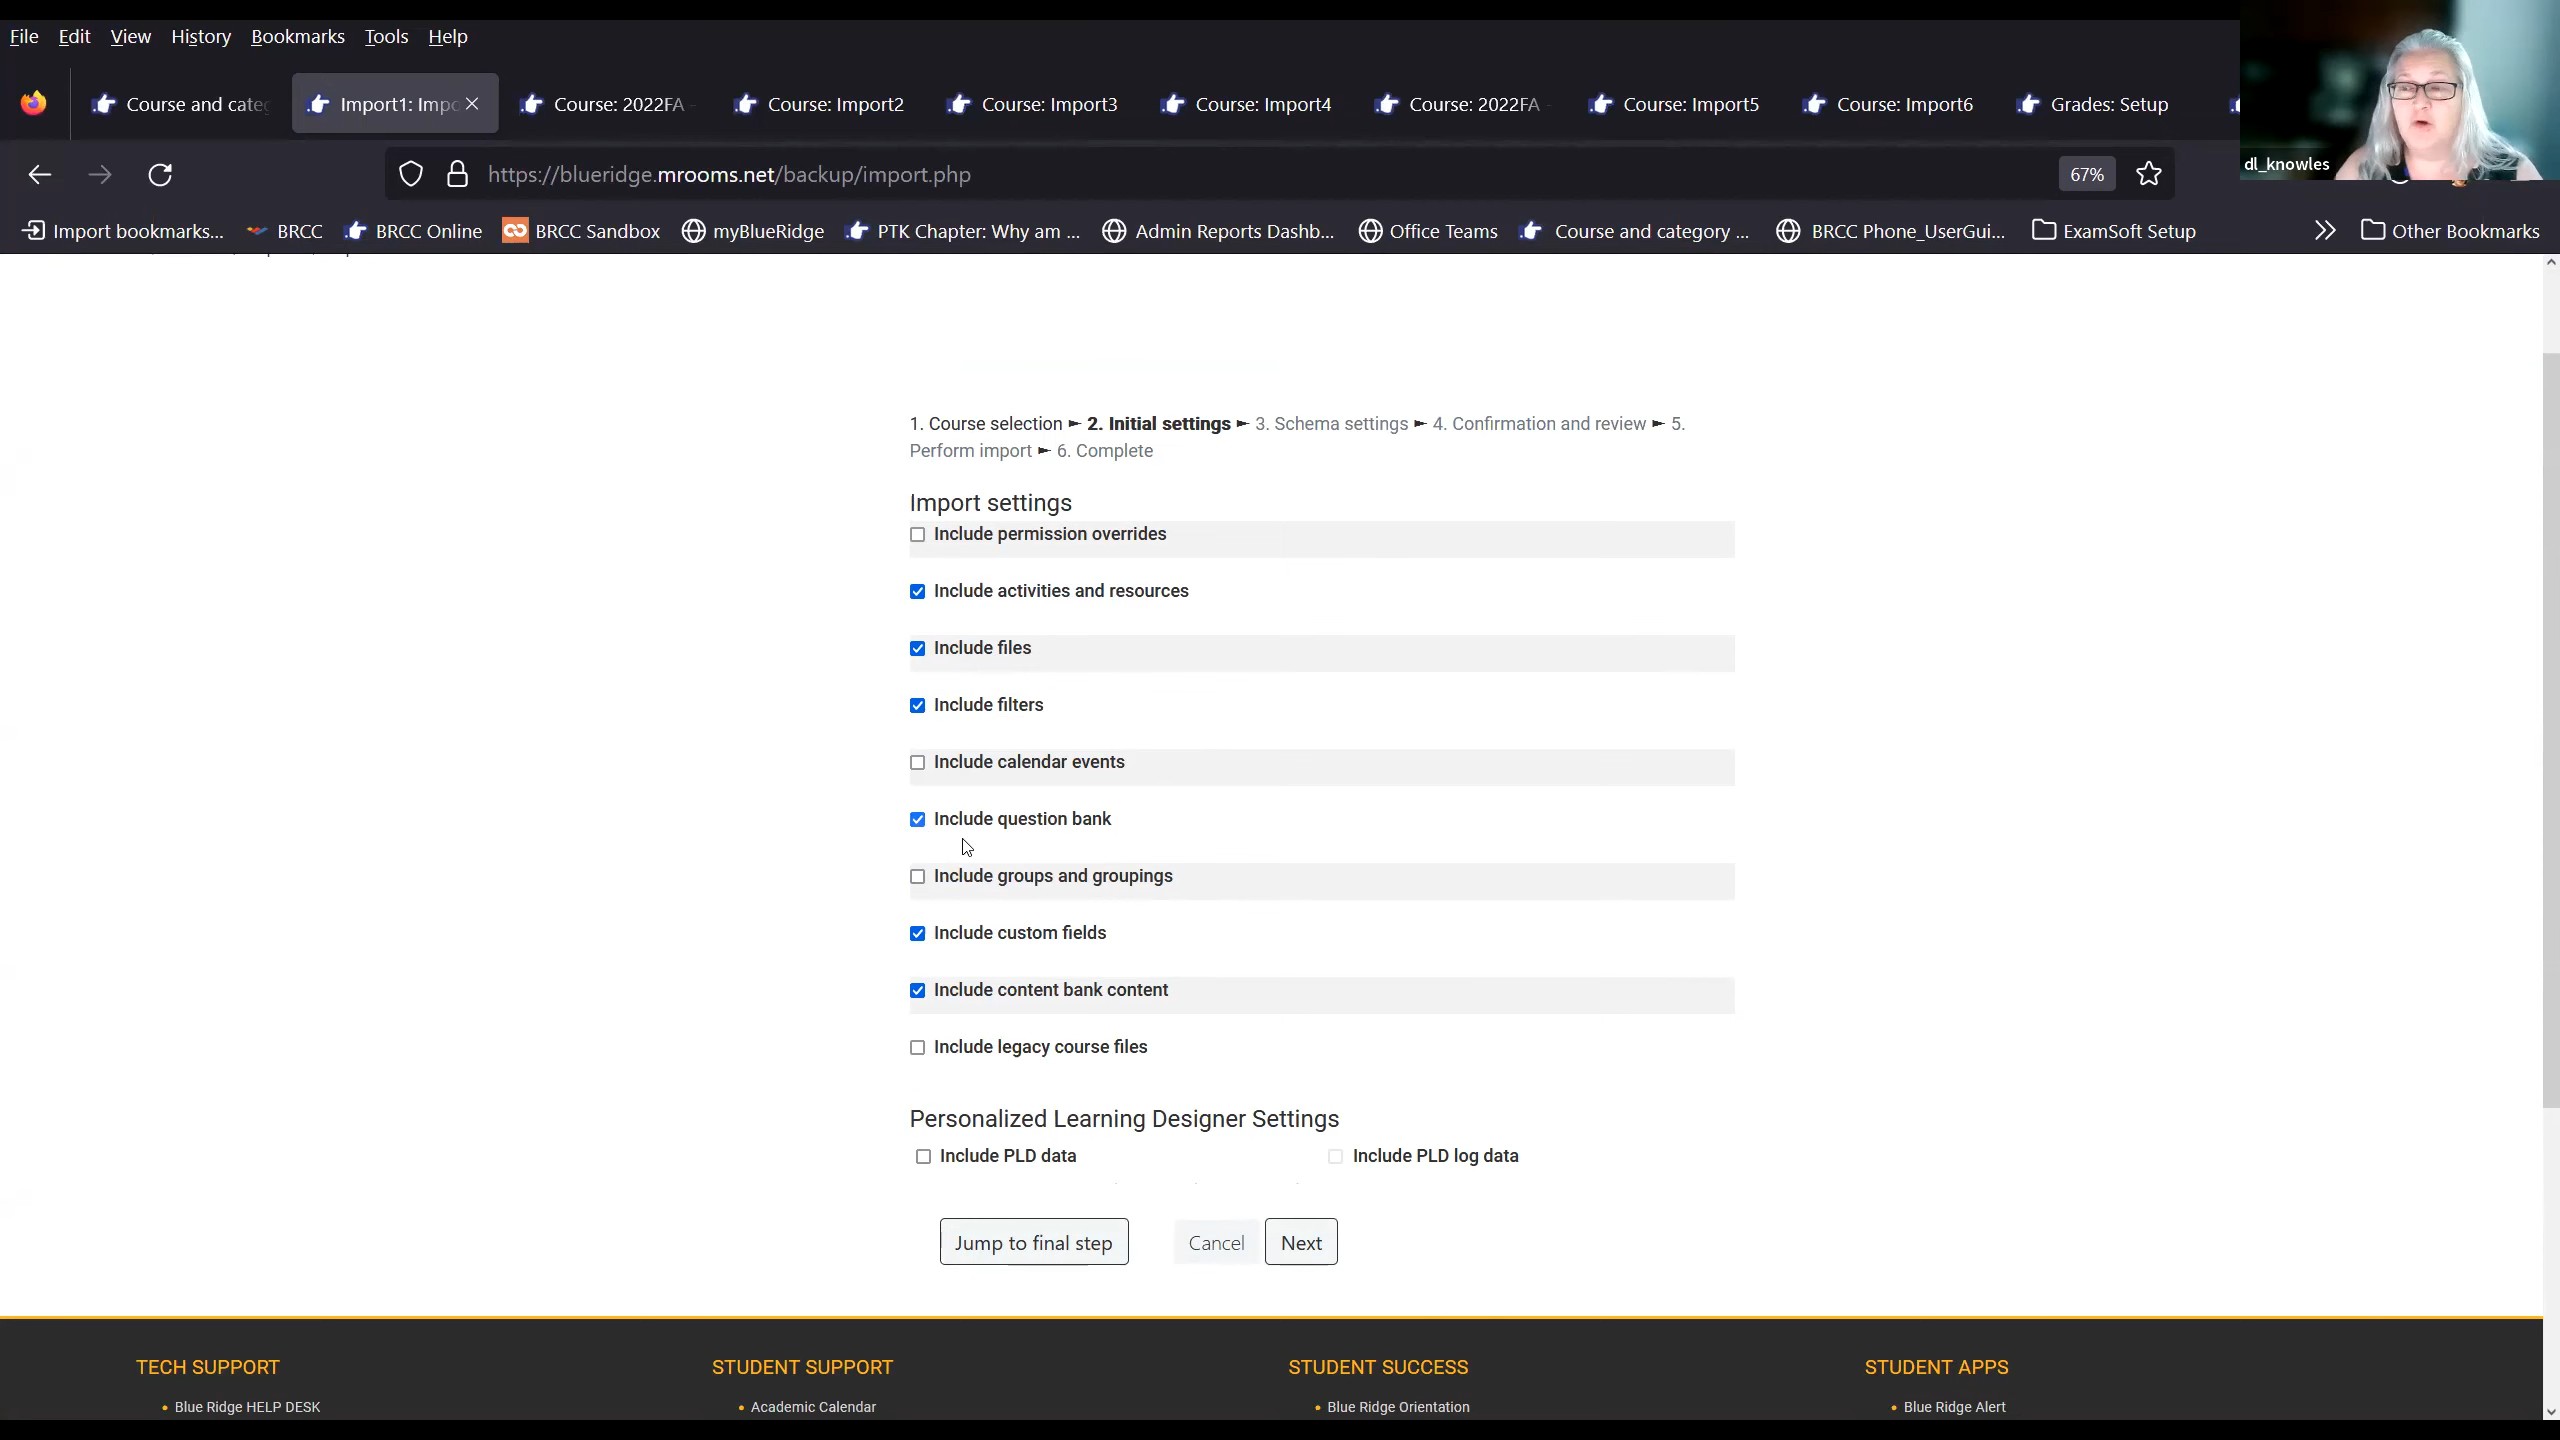 File Edit View History Bookmarks Tools Help
Course and categ Import1: Impo Course: 2022FA - Course: Import2 Course: Import3 Course: Import4 Course: 2022FA - Course: Import5 Course: Import6 Grades: Setup
dl_knowles
https://blueridge.mrooms.net/backup/import.php 67%
Import bookmarks... BRCC BRCC Online BRCC Sandbox myBlueRidge PTK Chapter: Why am ... Admin Reports Dashb... Office Teams Course and category ... BRCC Phone_UserGui... ExamSoft Setup Other Bookmarks
1. Course selection ► 2. Initial settings ► 3. Schema settings ► 4. Confirmation and review ► 5.
Perform import ► 6. Complete
Import settings
Include permission overrides
Include activities and resources
Include files
Include filters
Include calendar events
Include question bank
Include groups and groupings
Include custom fields
Include content bank content
Include legacy course files
Personalized Learning Designer Settings
Include PLD data Include PLD log data
Jump to final step Cancel Next
TECH SUPPORT STUDENT SUPPORT STUDENT SUCCESS STUDENT APPS
• Blue Ridge HELP DESK • Academic Calendar • Blue Ridge Orientation • Blue Ridge Alert